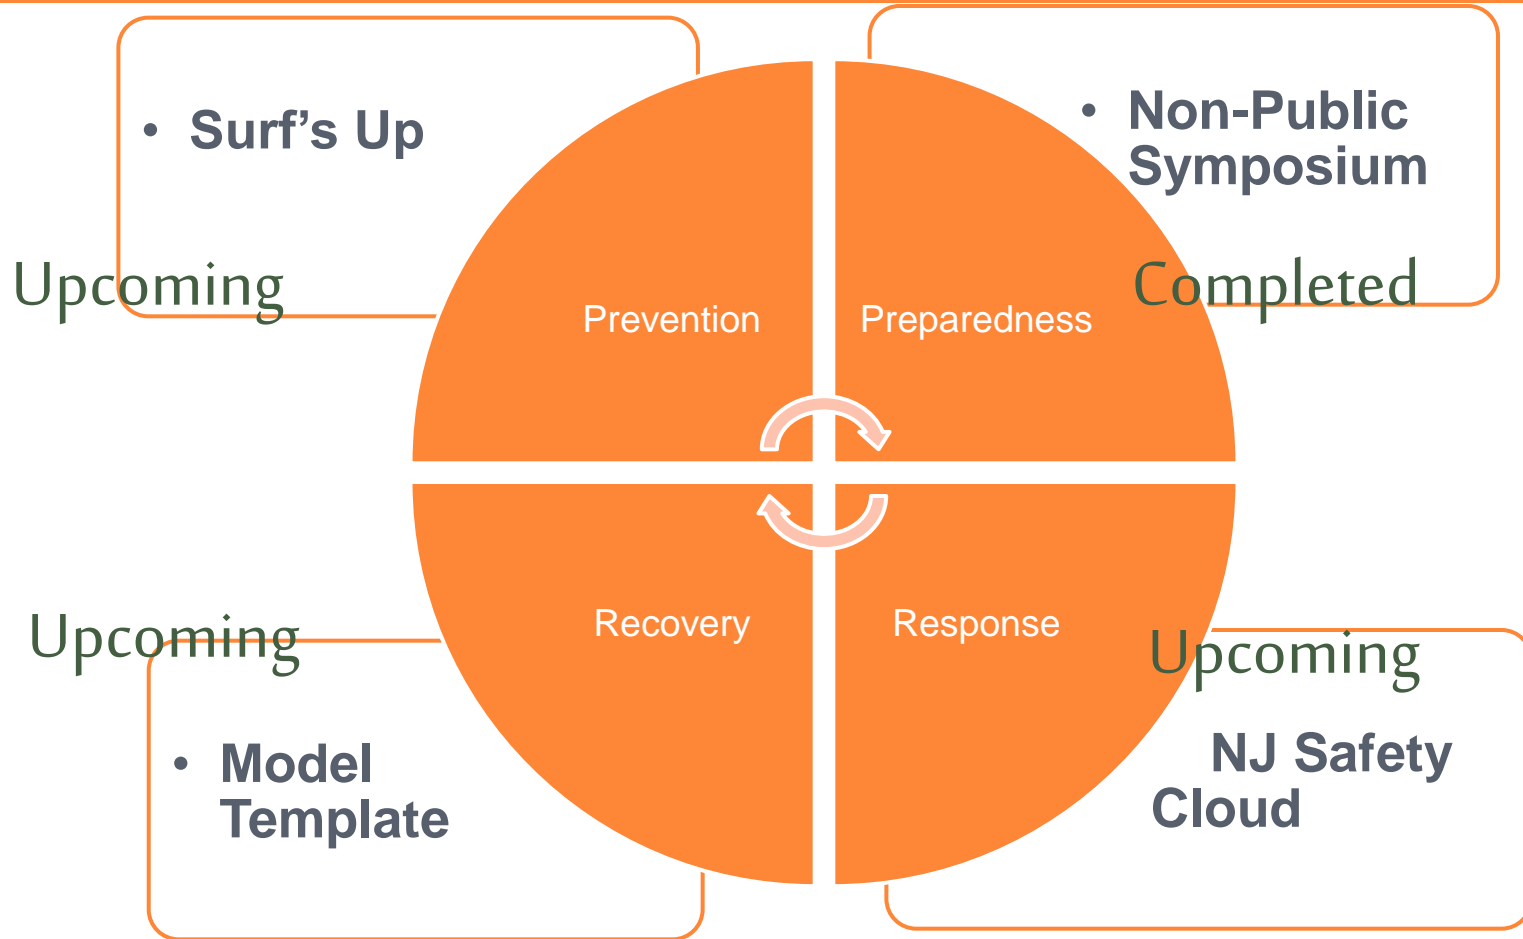 • Surf’s Up
Upcoming
Prevention
• Non-Public
Symposium
Completed
Preparedness
Upcoming
Recovery
• Model
Template
Response
Upcoming
NJ Safety
Cloud